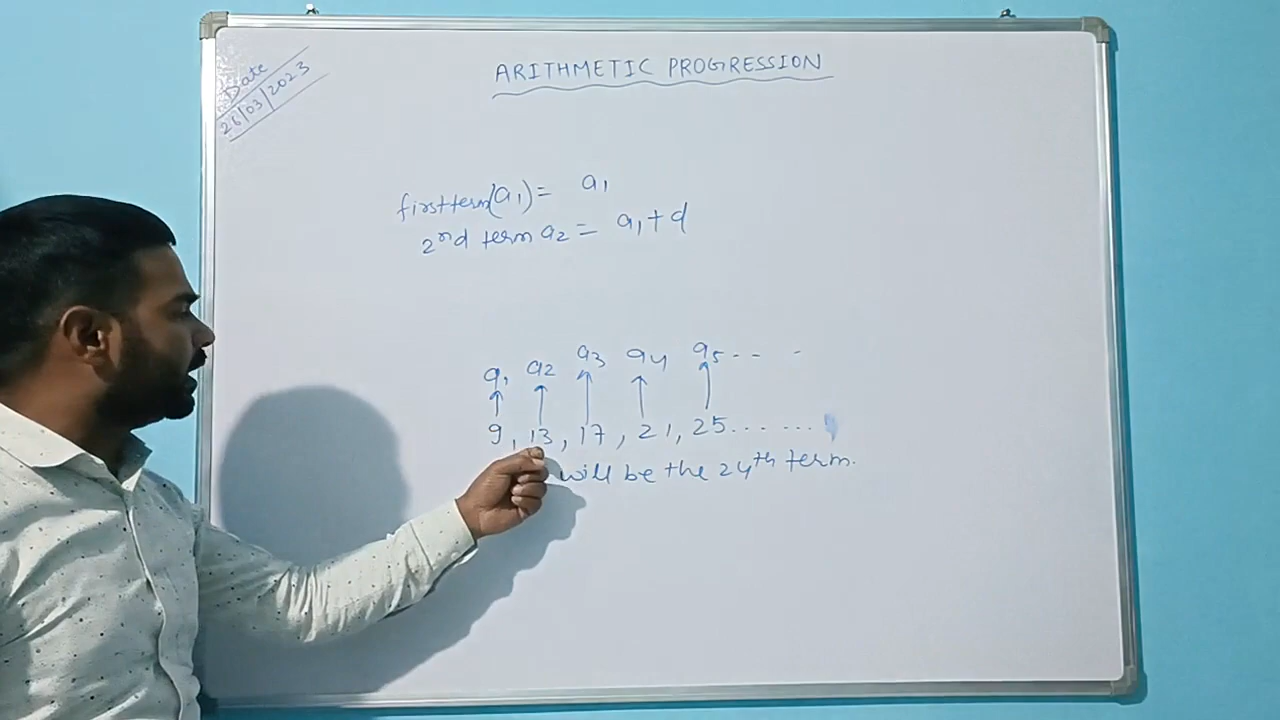 Date
26/03/2023
ARITHMETIC PROGRESSION
first term (a₁) = a₁
2nd term a₂ = a₁ + d
a₁ a₂ a₃ a₄ a₅ -- -
9, 13, 17, 21, 25 . . . . . . .
will be the 24th term.